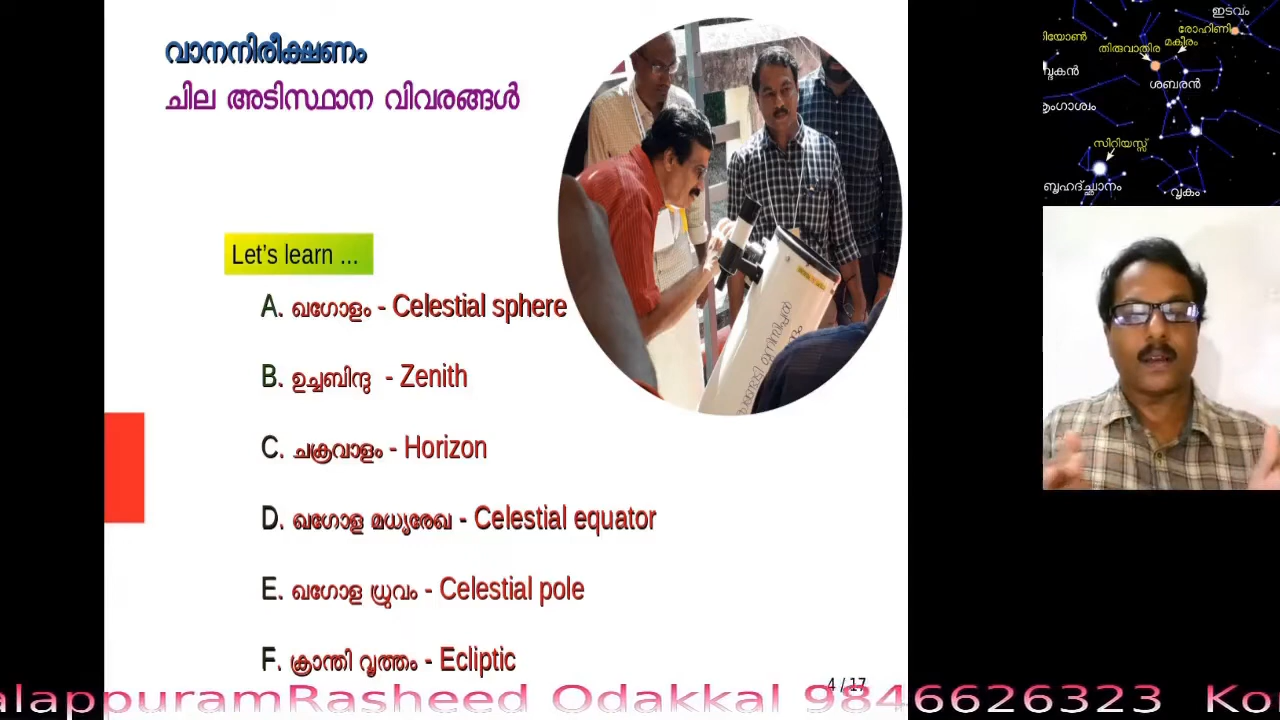 വാനനിരീക്ഷണം
ചില അടിസ്ഥാന വിവരങ്ങൾ
Let's learn ...
A. ഖഗോളം - Celestial sphere
B. ഉച്ചബിന്ദു - Zenith
C. ചക്രവാളം - Horizon
D. ഖഗോള മധ്യരേഖ - Celestial equator
E. ഖഗോള ധ്രുവം - Celestial pole
F. ക്രാന്തി വൃത്തം - Ecliptic
4 / 17
ഇടവം
രോഹിണി
മകീരം
തിരുവാതിര
ശബരൻ
സിറിയസ്സ്
ബൃഹദ്ച്ഛ്വാനം
വൃകം
alappuramRasheed Odakkal 9846626323 Ko